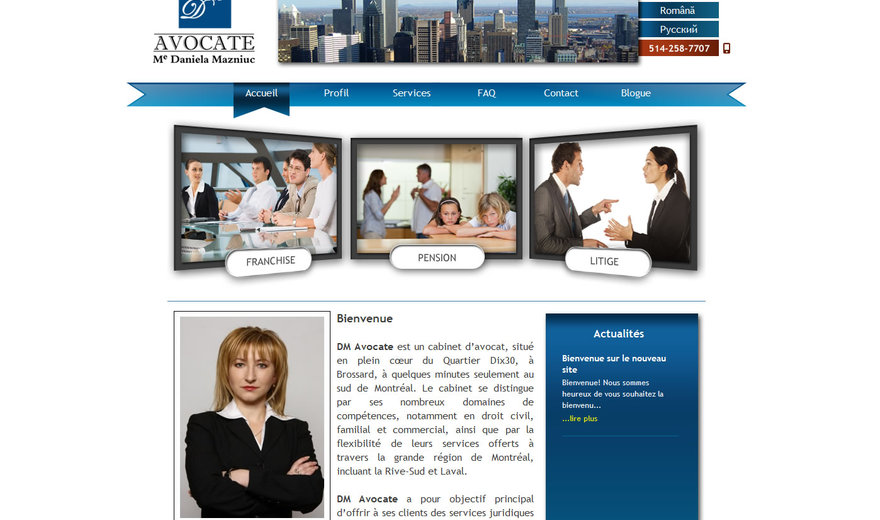 AVOCATE
Me Daniela Mazniuc
Română
Русский
514-258-7707
Accueil
Profil
Services
FAQ
Contact
Blogue
FRANCHISE
PENSION
LITIGE
Bienvenue
DM Avocate est un cabinet d’avocat, situé
en plein cœur du Quartier Dix30, à
Brossard, à quelques minutes seulement au
sud de Montréal. Le cabinet se distingue
par ses nombreux domaines de
compétences, notamment en droit civil,
familial et commercial, ainsi que par la
flexibilité de leurs services offerts à
travers la grande région de Montréal,
incluant la Rive-Sud et Laval.
DM Avocate a pour objectif principal
d’offrir à ses clients des services juridiques
Actualités
Bienvenue sur le nouveau
site
Bienvenue! Nous sommes
heureux de vous souhaitez la
bienvenu...
...lire plus